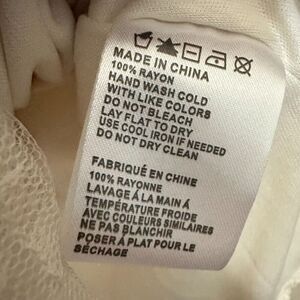 MADE IN CHINA
100% RAYON
HAND WASH COLD
WITH LIKE COLORS
DO NOT BLEACH
LAY FLAT TO DRY
USE COOL IRON IF NEEDED
DO NOT DRY CLEAN
FABRIQUÉ EN CHINE
100% RAYONNE
LAVAGE À LA MAIN À
TEMPÉRATURE FROIDE
AVEC COULEURS SIMILAIRES
NE PAS BLANCHIR
POSER À PLAT POUR LE
SÉCHAGE